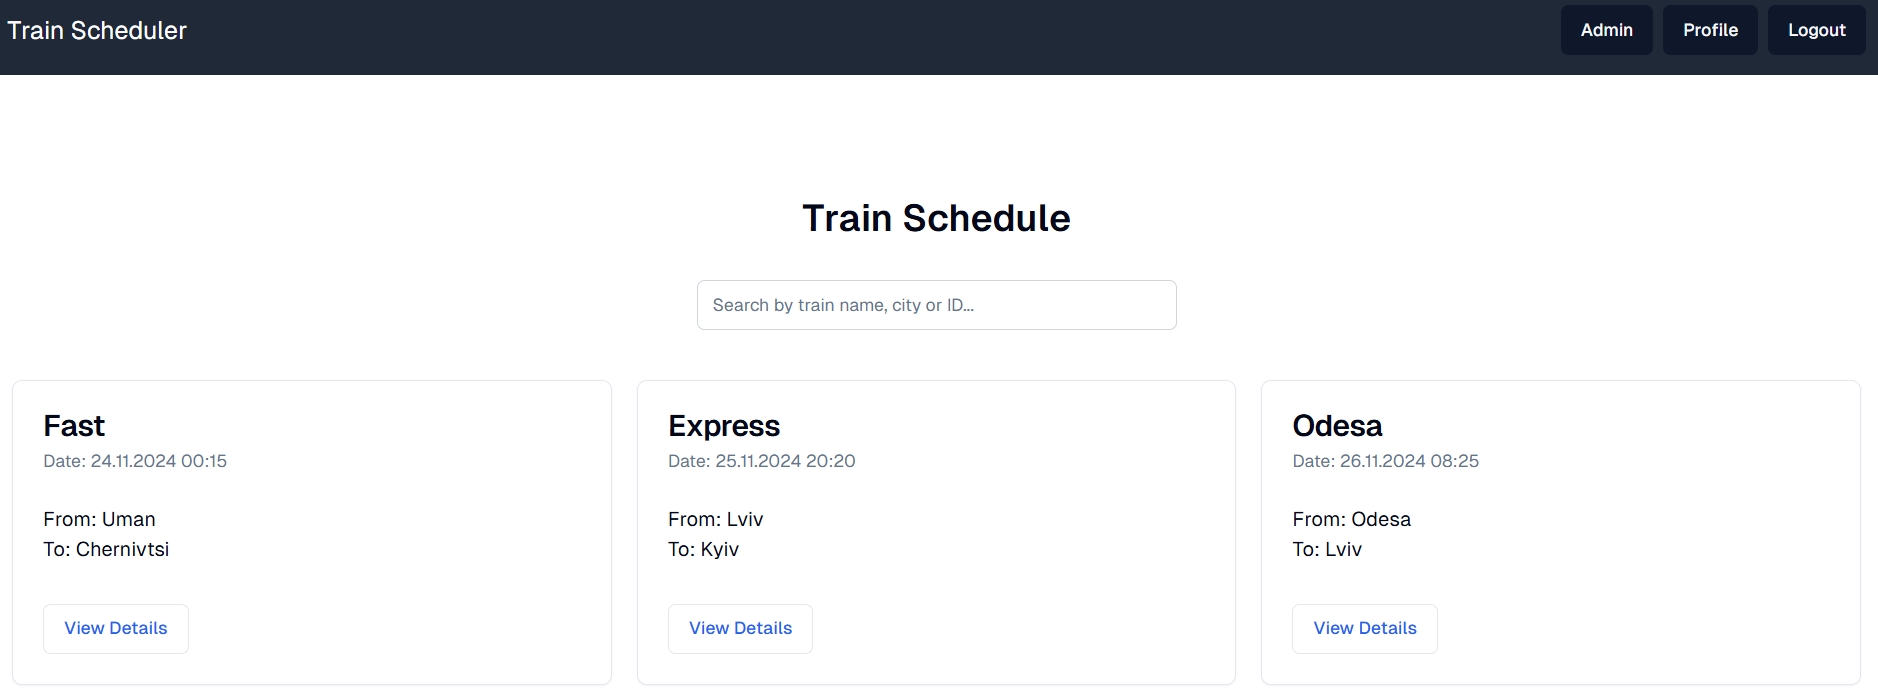 Train Scheduler
Admin
Profile
Logout
Train Schedule
Search by train name, city or ID...
Fast
Date: 24.11.2024 00:15
From: Uman
To: Chernivtsi
View Details
Express
Date: 25.11.2024 20:20
From: Lviv
To: Kyiv
View Details
Odesa
Date: 26.11.2024 08:25
From: Odesa
To: Lviv
View Details